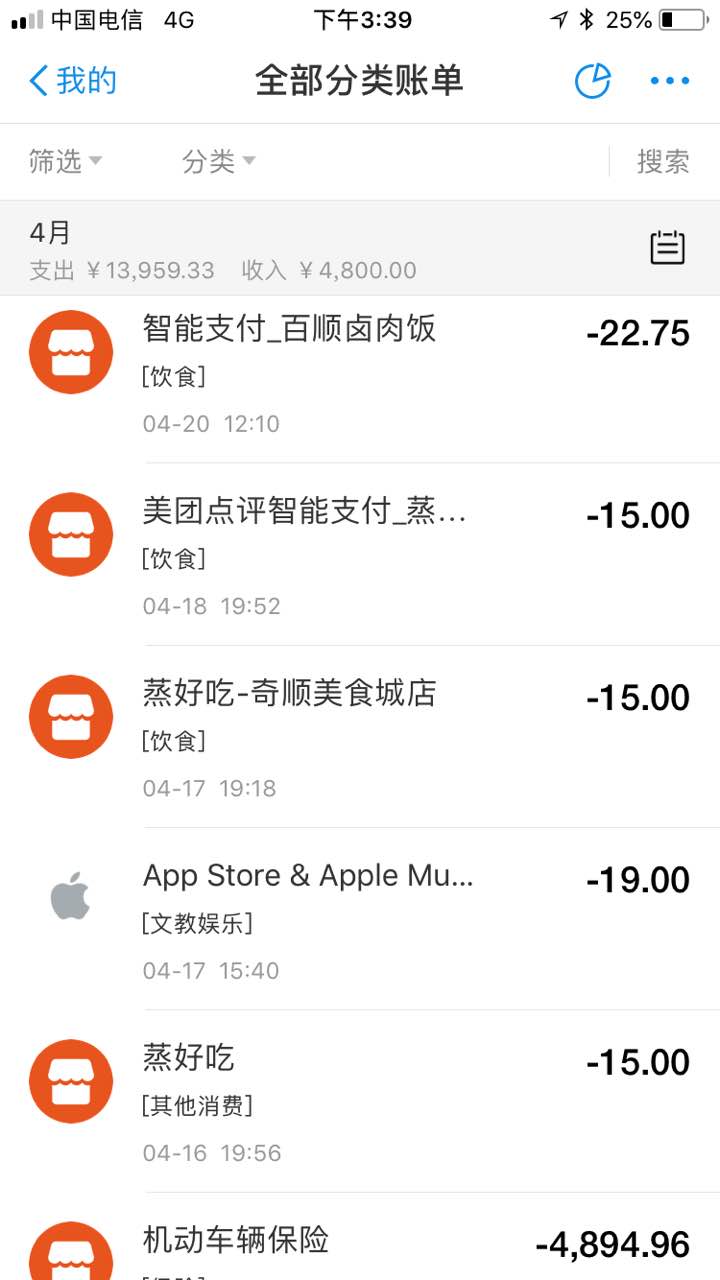 中国电信 4G 下午3:39 25%
我的 全部分类账单
筛选 分类 搜索
4月
支出 ￥13,959.33 收入 ￥4,800.00
智能支付_百顺卤肉饭 -22.75
[饮食]
04-20 12:10
美团点评智能支付_蒸... -15.00
[饮食]
04-18 19:52
蒸好吃-奇顺美食城店 -15.00
[饮食]
04-17 19:18
App Store & Apple Mu... -19.00
[文教娱乐]
04-17 15:40
蒸好吃 -15.00
[其他消费]
04-16 19:56
机动车辆保险 -4,894.96